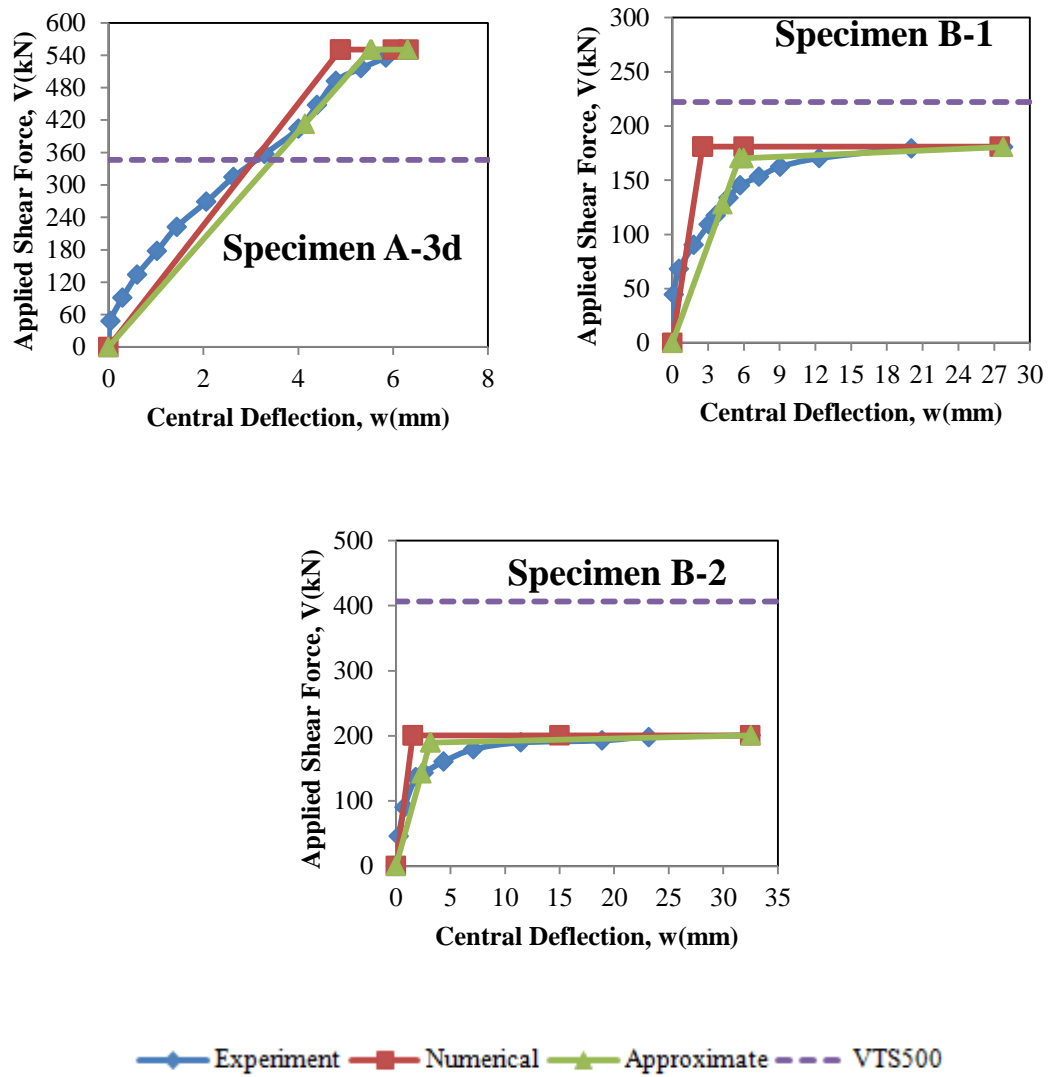 Applied Shear Force, V(kN)
600
540
480
420
360
300
240
180
120
60
0
Specimen A-3d
0 2 4 6 8
Central Deflection, w(mm)
Applied Shear Force, V(kN)
300
250
200
150
100
50
0
Specimen B-1
0 3 6 9 12 15 18 21 24 27 30
Central Deflection, w(mm)
Applied Shear Force, V(kN)
500
400
300
200
100
0
Specimen B-2
0 5 10 15 20 25 30 35
Central Deflection, w(mm)
Experiment Numerical Approximate VTS500